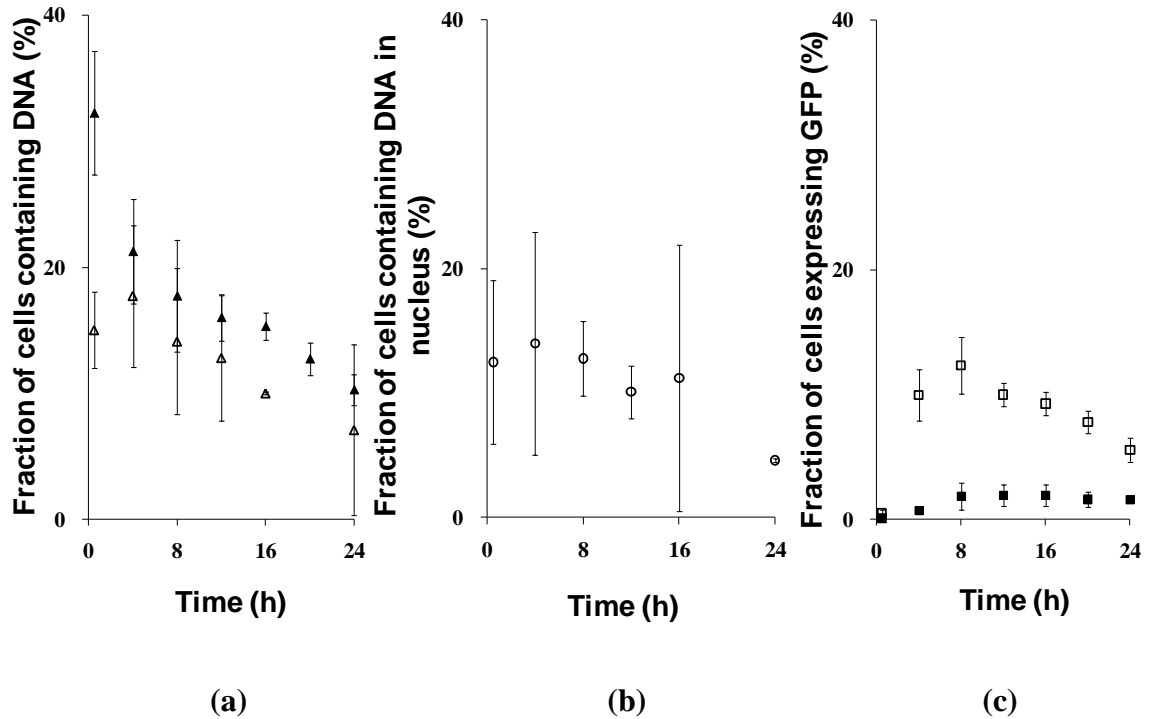 Fraction of cells containing DNA (%)
40
20
0
0 8 16 24
Time (h)
(a)
Fraction of cells containing DNA in
nucleus (%)
40
20
0
0 8 16 24
Time (h)
(b)
Fraction of cells expressing GFP (%)
40
20
0
0 8 16 24
Time (h)
(c)